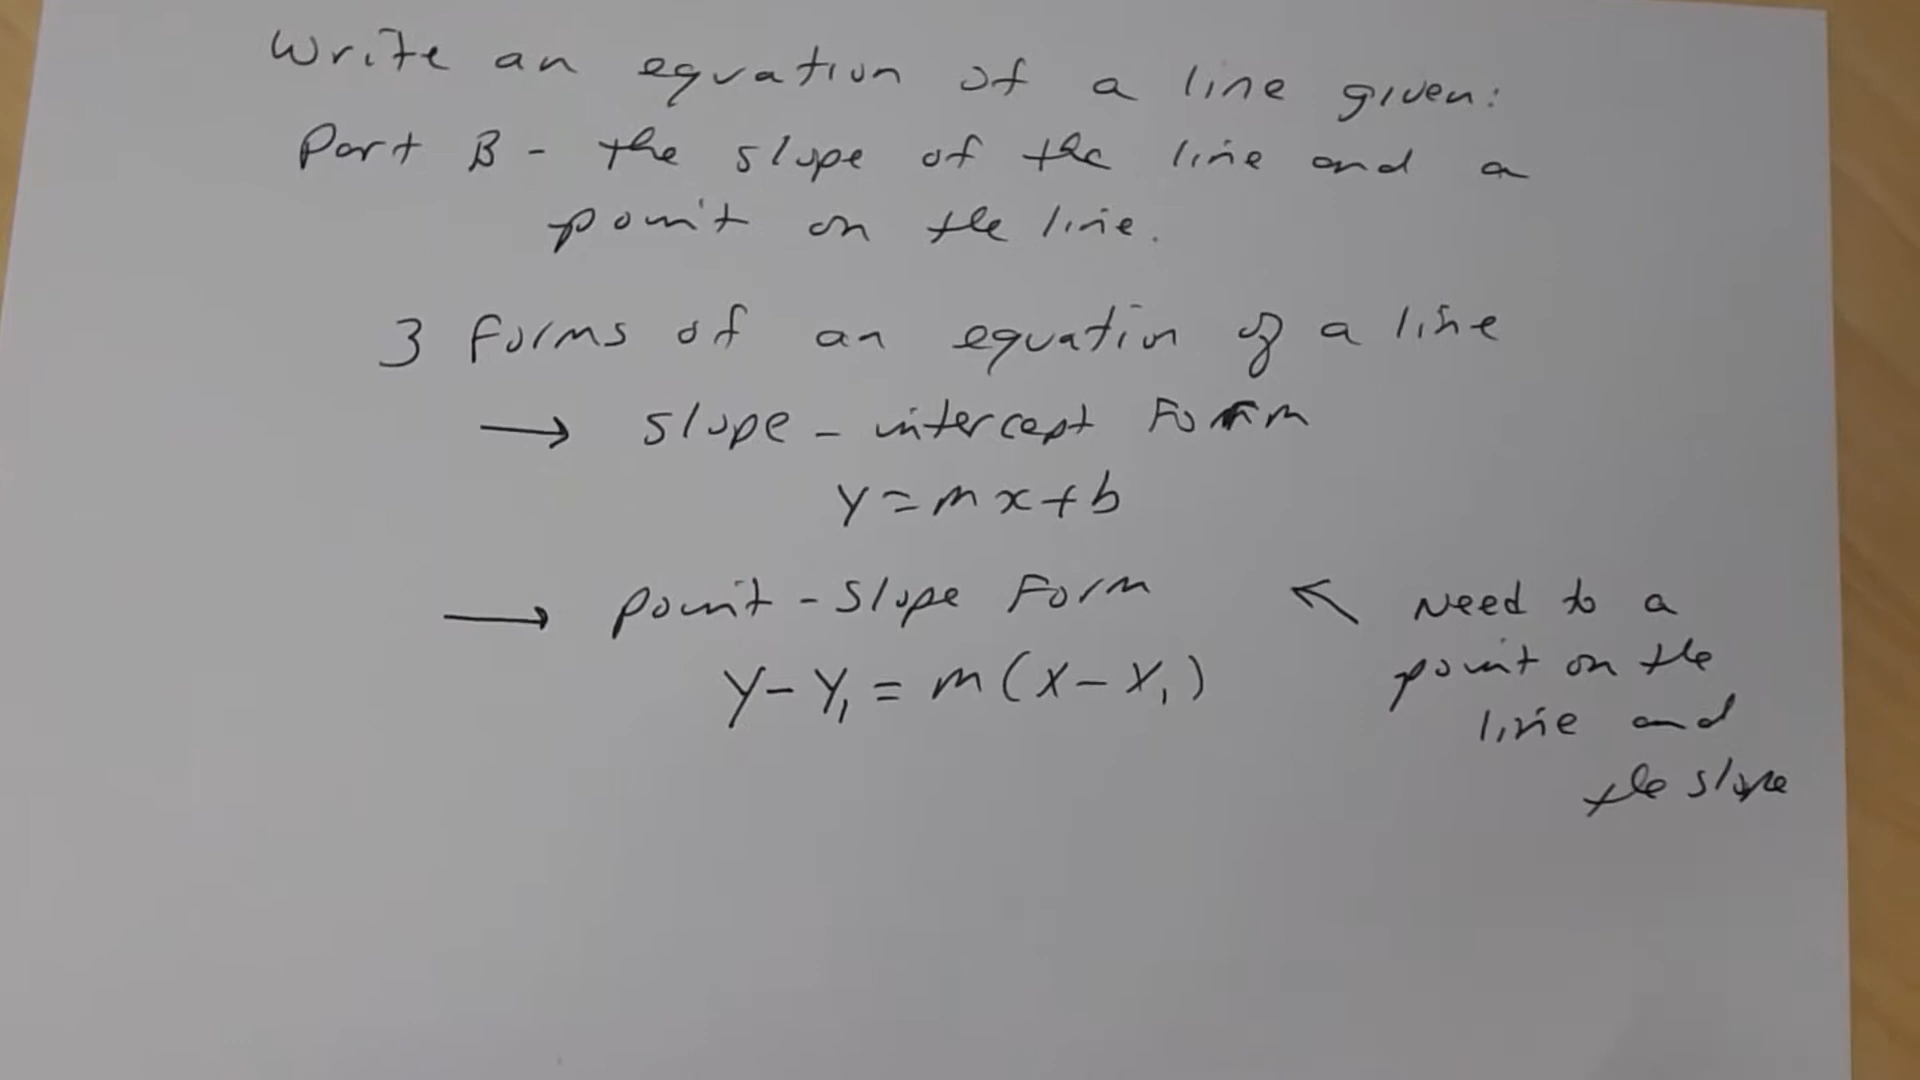 Write an equation of a line given:
Part B - the slope of the line and a
point on the line.
3 Forms of an equation of a line
→ slope - intercept Form
y = mx + b
→ point - slope Form
y - y₁ = m(x - x₁)
← Need to a
point on the
line and
the slope